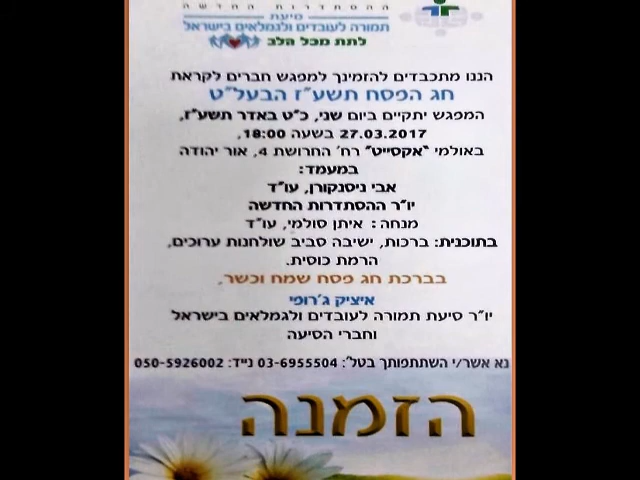 ההסתדרות החדשה
סיעת
תמורה לעובדים ולגמלאים בישראל
לתת מכל הלב
הננו מתכבדים להזמינך למפגש חברים לקראת
חג הפסח תשע"ז הבעל"ט
המפגש יתקיים ביום שני, כ"ט באדר תשע"ז,
27.03.2017 בשעה 18:00,
באולמי "אקסייט" רח' החרושת 4, אור יהודה
במעמד:
אבי ניסנקורן, עו"ד
יו"ר ההסתדרות החדשה
מנחה: איתן סולמי, עו"ד
בתוכנית: ברכות, ישיבה סביב שולחנות ערוכים,
הרמת כוסית.
בברכת חג פסח שמח וכשר,
איציק ג'רופי
יו"ר סיעת תמורה לעובדים ולגמלאים בישראל
וחברי הסיעה
נא אשר/י השתתפותך בטל': 03-6955504 נייד: 050-5926002
הזמנה